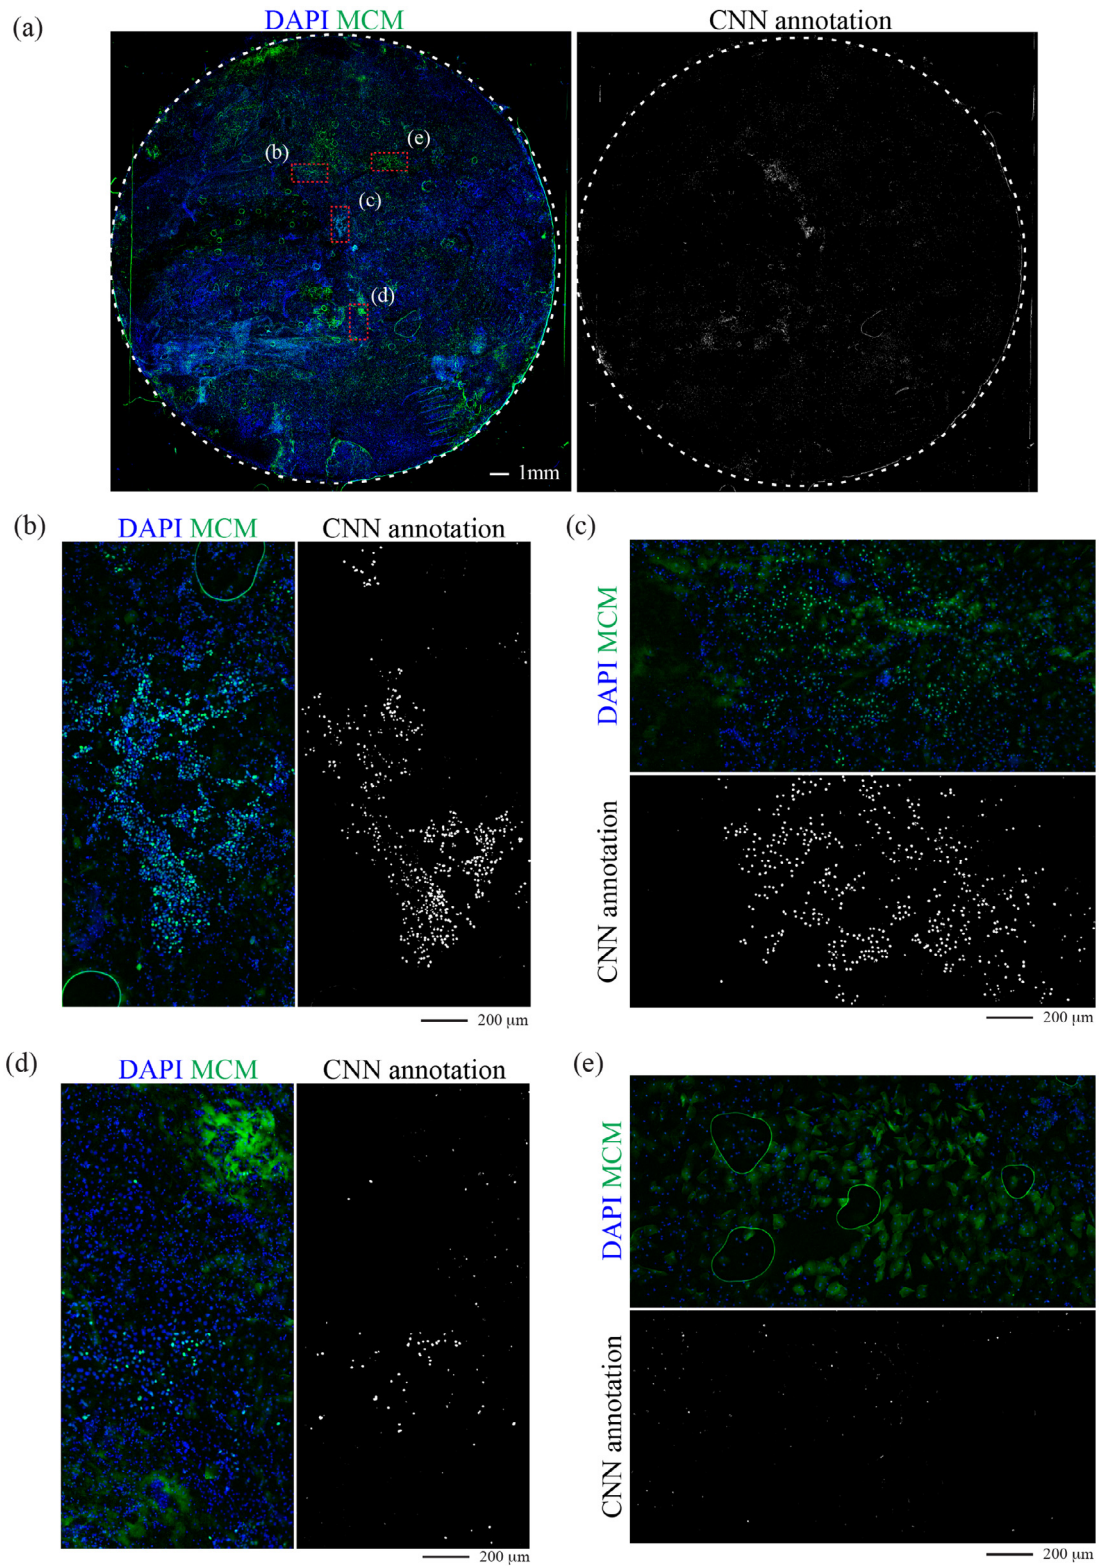 (a)
DAPI MCM
CNN annotation
(b)
(e)
(c)
(d)
1mm
(b)
DAPI MCM
CNN annotation
200 µm
(c)
DAPI MCM
CNN annotation
200 µm
(d)
DAPI MCM
CNN annotation
200 µm
(e)
DAPI MCM
CNN annotation
200 µm